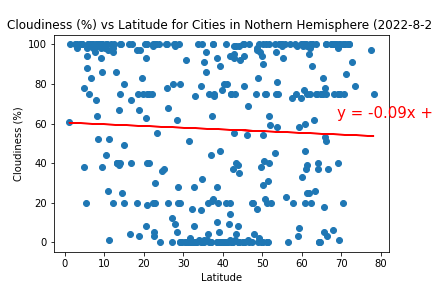 Cloudiness (%) vs Latitude for Cities in Nothern Hemisphere (2022-8-2
100
80
60
40
20
0
Cloudiness (%)
y = -0.09x +
0 10 20 30 40 50 60 70 80
Latitude